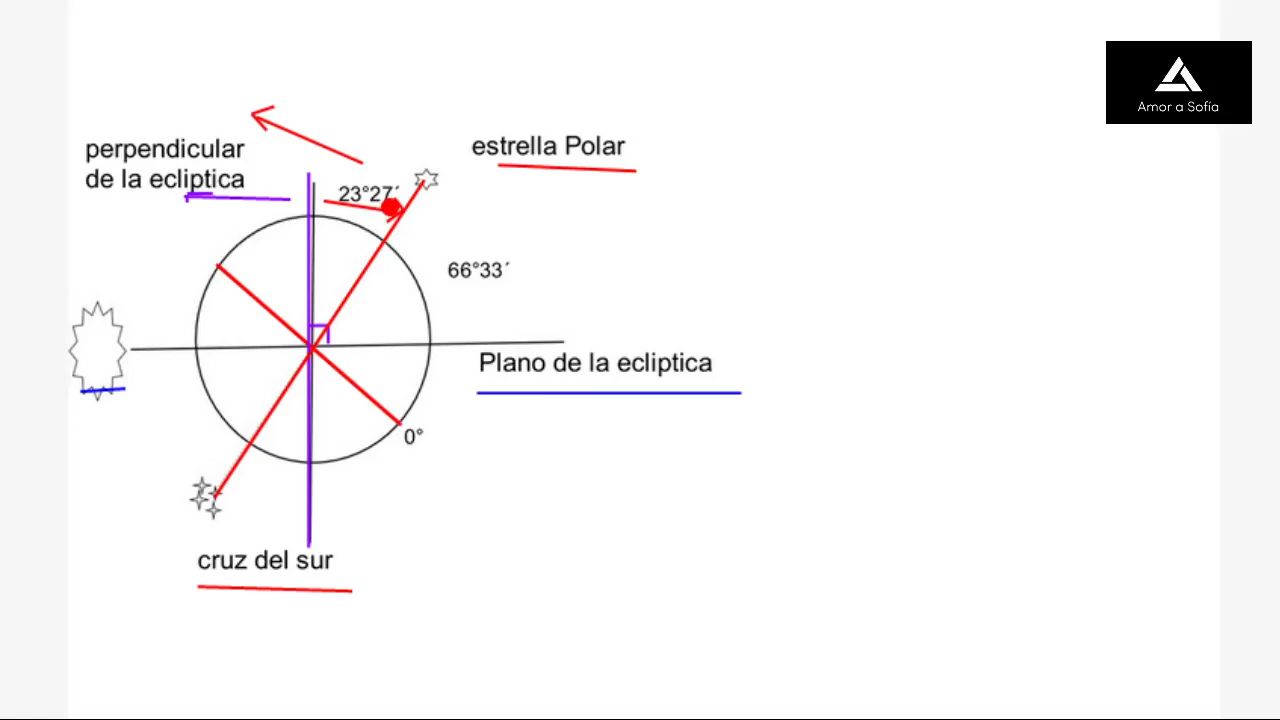 perpendicular
de la ecliptica
estrella Polar
23°27´
66°33´
Plano de la ecliptica
0°
cruz del sur
Amor a Sofía